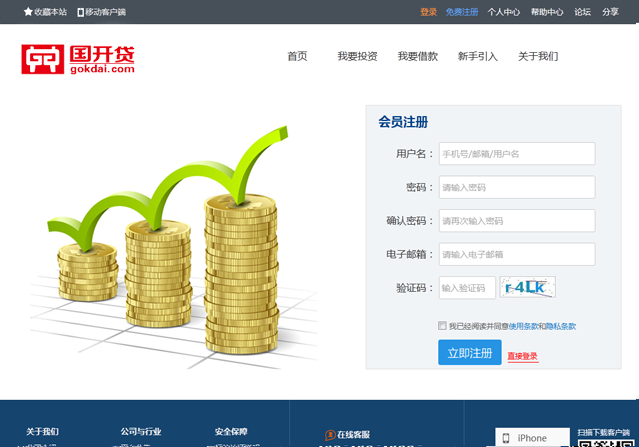 收藏本站 移动客户端 登录 免费注册 个人中心 帮助中心 论坛 分享
国开贷
gokdai.com
首页 我要投资 我要借款 新手引入 关于我们
会员注册
用户名： 手机号/邮箱/用户名
密码： 请输入密码
确认密码： 请再次输入密码
电子邮箱： 请输入电子邮箱
验证码： 输入验证码 r-4Lk
我已经阅读并同意使用条款和隐私条款
立即注册 直接登录
关于我们 公司与行业 安全保障 在线客服 iPhone 扫描下载客户端